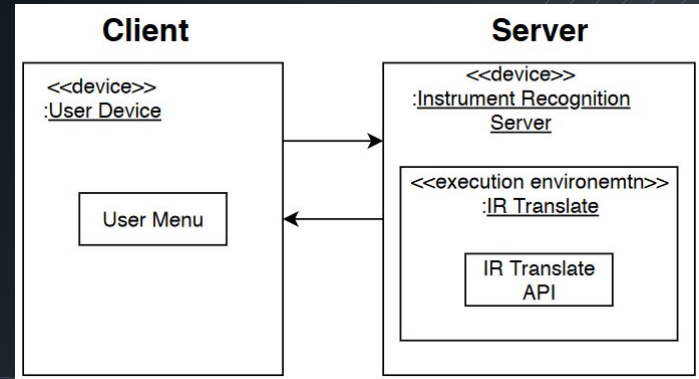 Client
Server
<<device>>
:User Device
User Menu
<<device>>
:Instrument Recognition
Server
<<execution environemtn>>
:IR Translate
IR Translate
API